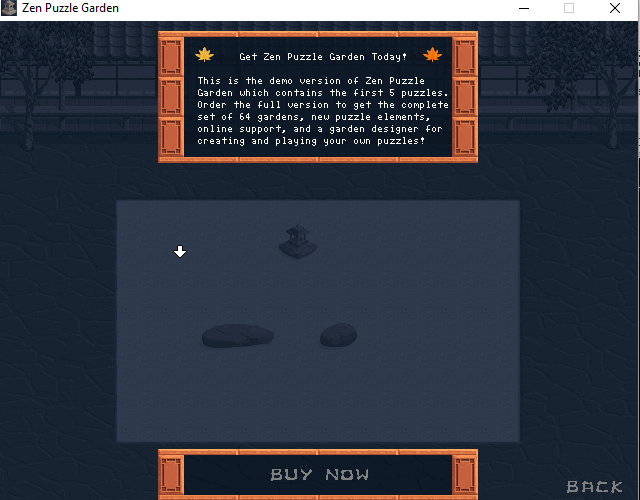 Zen Puzzle Garden
Get Zen Puzzle Garden Today!
This is the demo version of Zen Puzzle
Garden which contains the first 5 puzzles.
Order the full version to get the complete
set of 64 gardens, new puzzle elements,
online support, and a garden designer for
creating and playing your own puzzles!
BUY NOW
BACK